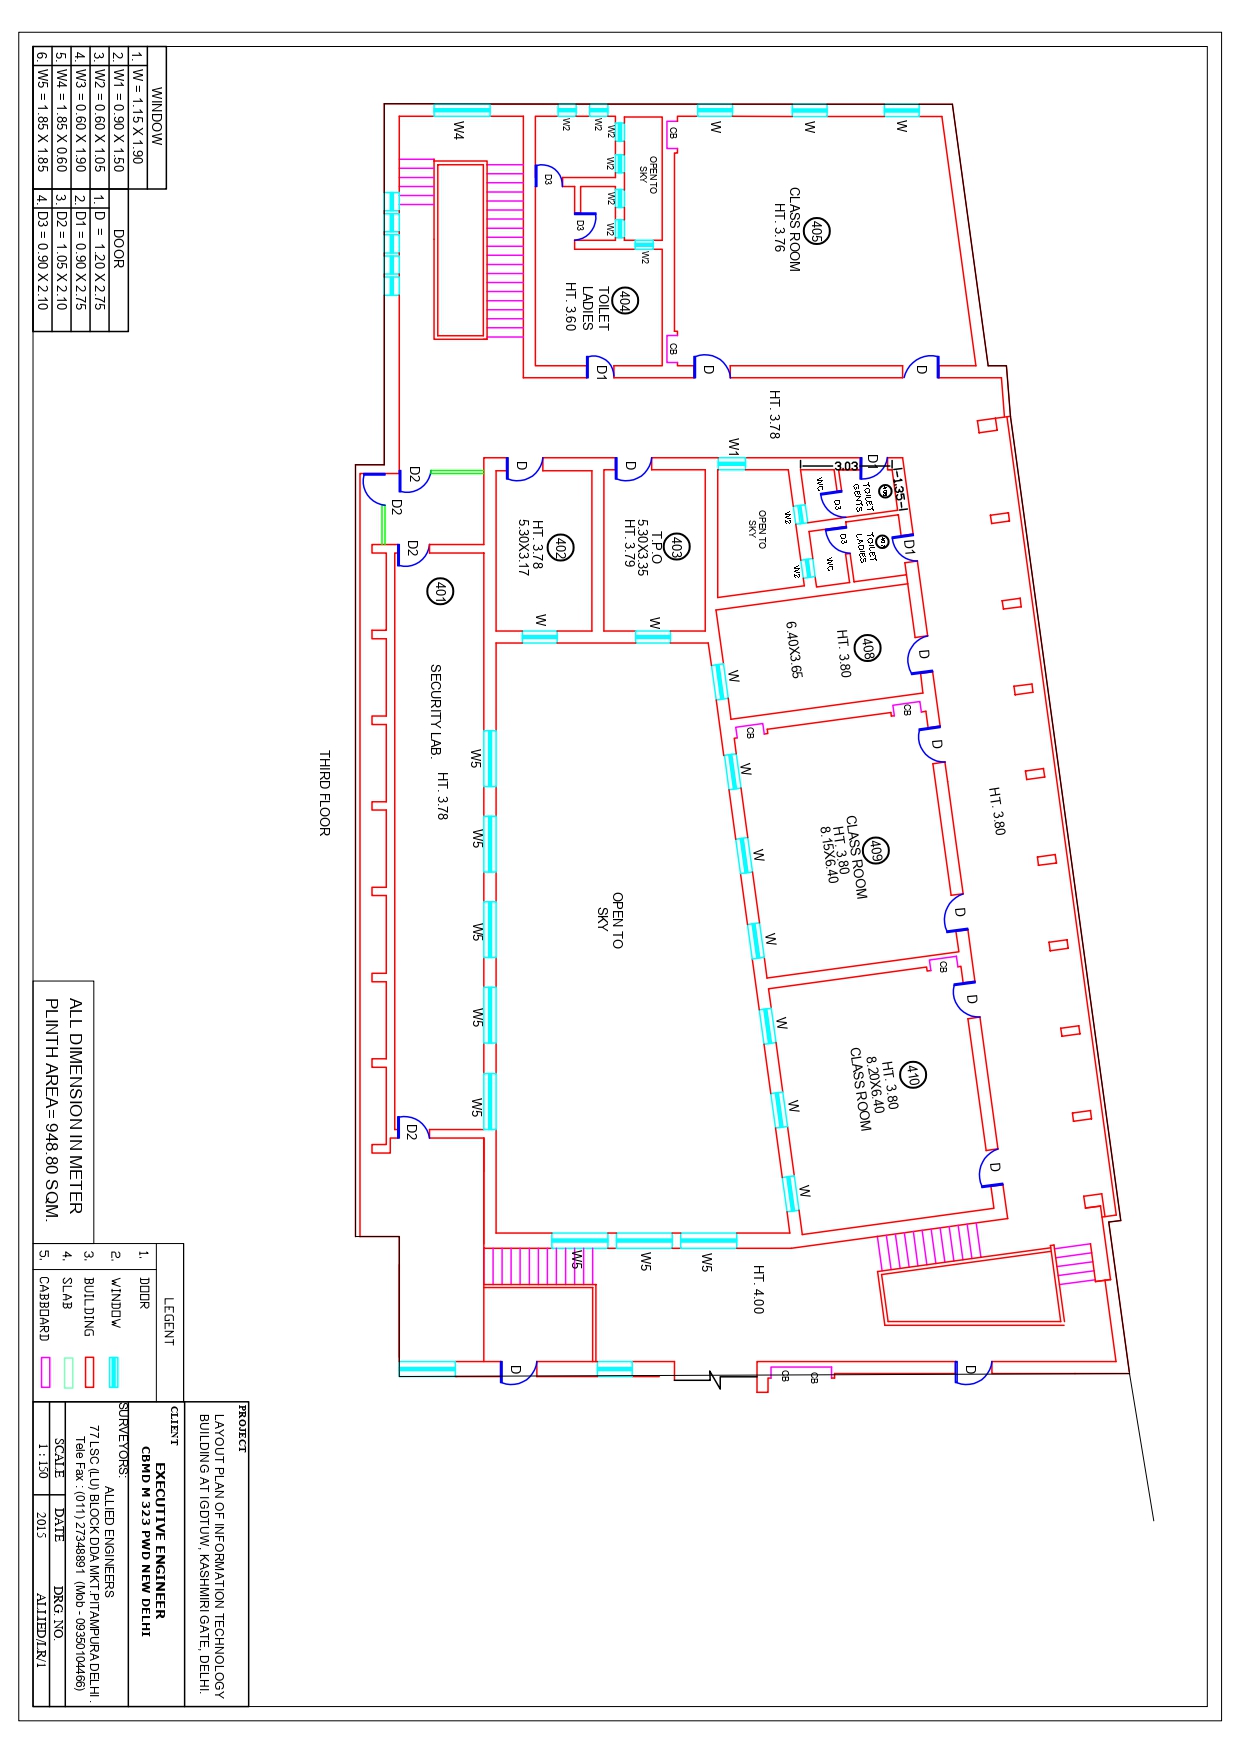 HT. 3.80
D
D
D
W
D
D
D
CB
410
HT. 3.80
8.20X6.40
CLASS ROOM
D
D
D1
1.35
CB
W
D1
TOILET
GENTS
TOILET
LADIES
408
HT. 3.80
409
CLASS ROOM
HT. 3.80
8.15X6.40
3.03
D3
D3
WC
WC
405
CLASS ROOM
HT. 3.76
W
CB
CB
W
W
W
W2
W2
6.40X3.65
HT. 3.78
OPEN TO
SKY
HT. 4.00
W
W
W
CB
W1
W
W
D
W5
CB
CB
403
T.P.O
5.30X3.35
HT. 3.79
W
OPEN TO
SKY
W2
W5
404
TOILET
LADIES
HT. 3.60
D
W2
W2
W2
W2
W2
D1
OPEN TO
SKY
D3
W2
W5
D3
402
HT. 3.78
5.30X3.17
W
D
D
W4
W5
W5
W5
W5
W5
401
SECURITY LAB.
HT. 3.78
D2
D2
D2
D2
THIRD FLOOR
PROJECT
LAYOUT PLAN OF INFORMATION TECHNOLOGY
BUILDING AT IGDTUW, KASHMIRI GATE, DELHI.
CLIENT
EXECUTIVE ENGINEER
CBMD M 323 PWD NEW DELHI
SURVEYORS:
ALLIED ENGINEERS
77 LSC (LU) BLOCK DDA MKT.PITAMPURA DELHI .
Tele Fax : (011) 27348891 (Mob - 09350104466)
SCALE DATE DRG. NO.
1 : 150 2015 ALLIED/LR/1
LEGENT
1. DOOR
2. WINDOW
3. BUILDING
4. SLAB
5. CABBOARD
ALL DIMENSION IN METER
PLINTH AREA= 948.80 SQM.
WINDOW
1. W = 1.15 X 1.90
2. W1 = 0.90 X 1.50
3. W2 = 0.60 X 1.05
4. W3 = 0.60 X 1.90
5. W4 = 1.85 X 0.60
6. W5 = 1.85 X 1.85
DOOR
1. D = 1.20 X 2.75
2. D1 = 0.90 X 2.75
3. D2 = 1.05 X 2.10
4. D3 = 0.90 X 2.10